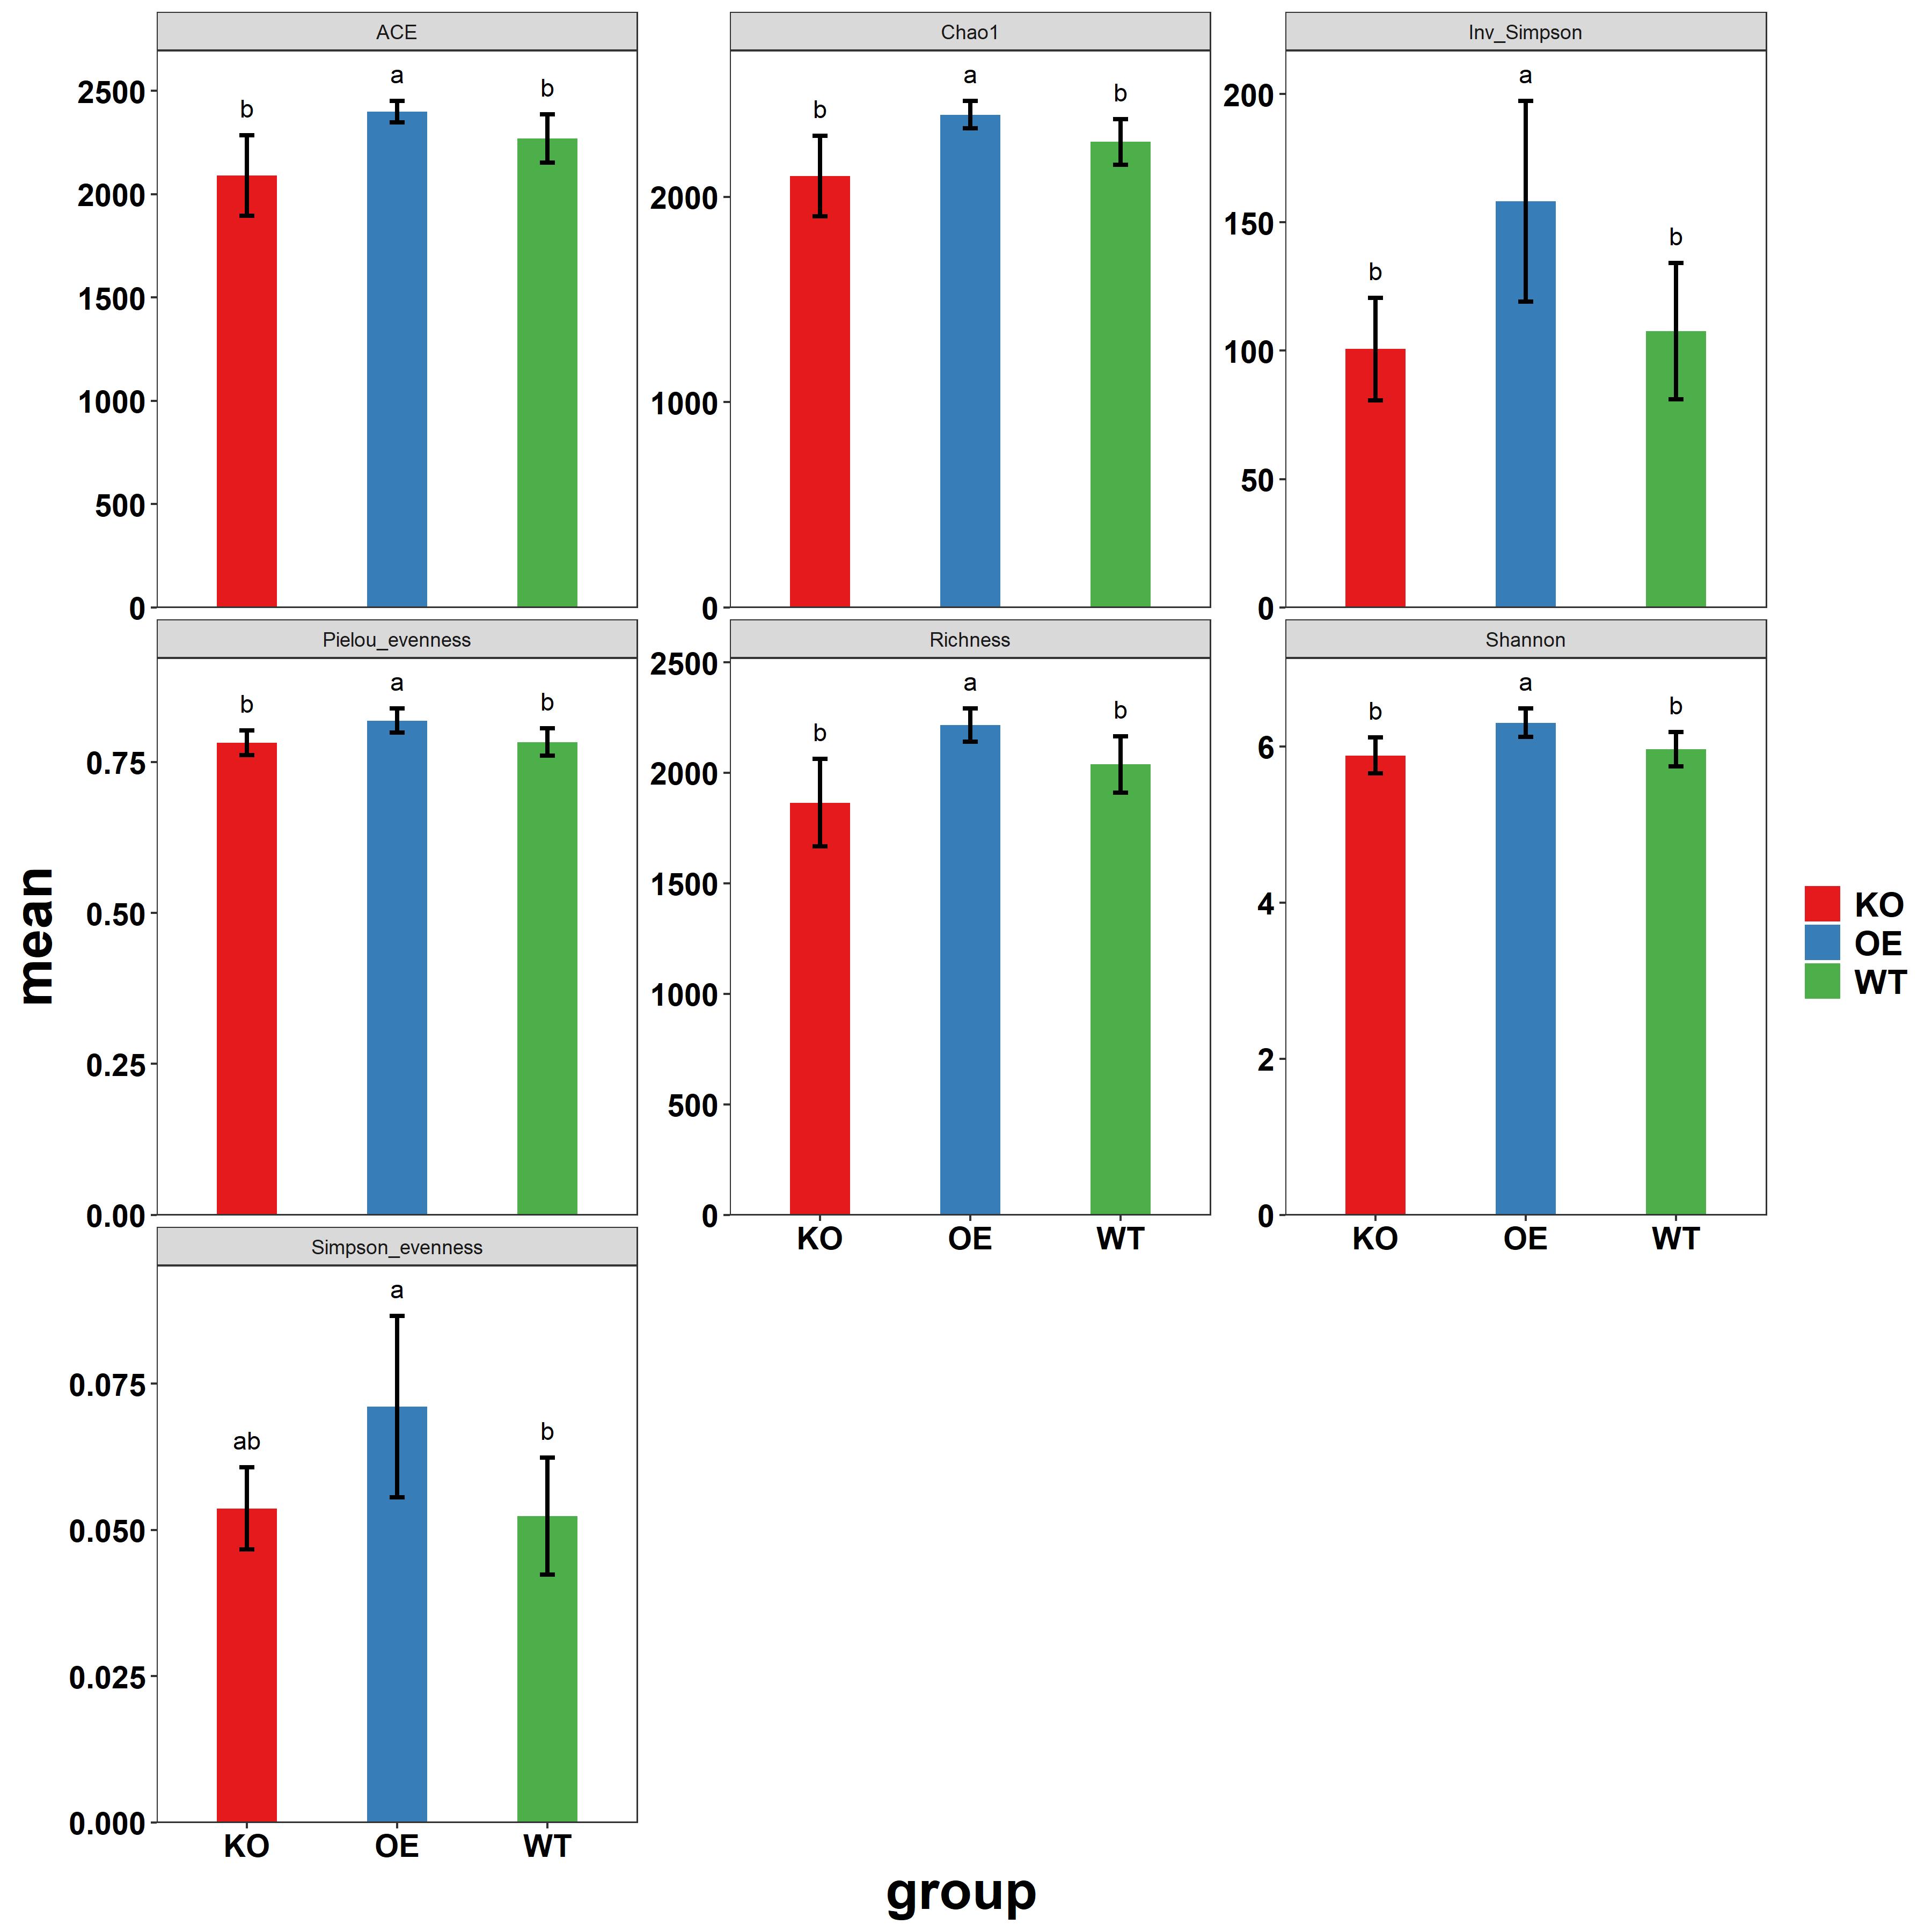 ACE
Chao1
Inv_Simpson
2500
2000
1500
1000
500
0
b
a
b
2000
1000
0
b
a
b
200
150
100
50
0
b
a
b
Pielou_evenness
Richness
Shannon
0.75
0.50
0.25
0.00
b
a
b
2500
2000
1500
1000
500
0
b
a
b
KO
OE
WT
6
4
2
0
b
a
b
KO
OE
WT
Simpson_evenness
0.075
0.050
0.025
0.000
ab
a
b
KO
OE
WT
mean
group
KO
OE
WT